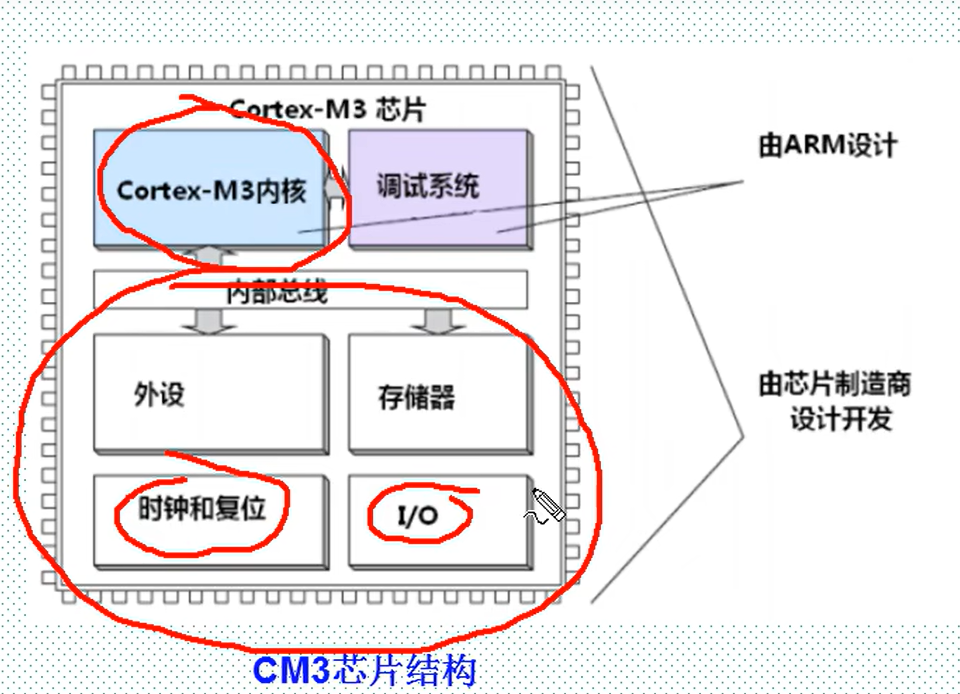 Cortex-M3 芯片
Cortex-M3内核
调试系统
由ARM设计
内部总线
外设
存储器
由芯片制造商
设计开发
时钟和复位
I/O
CM3芯片结构